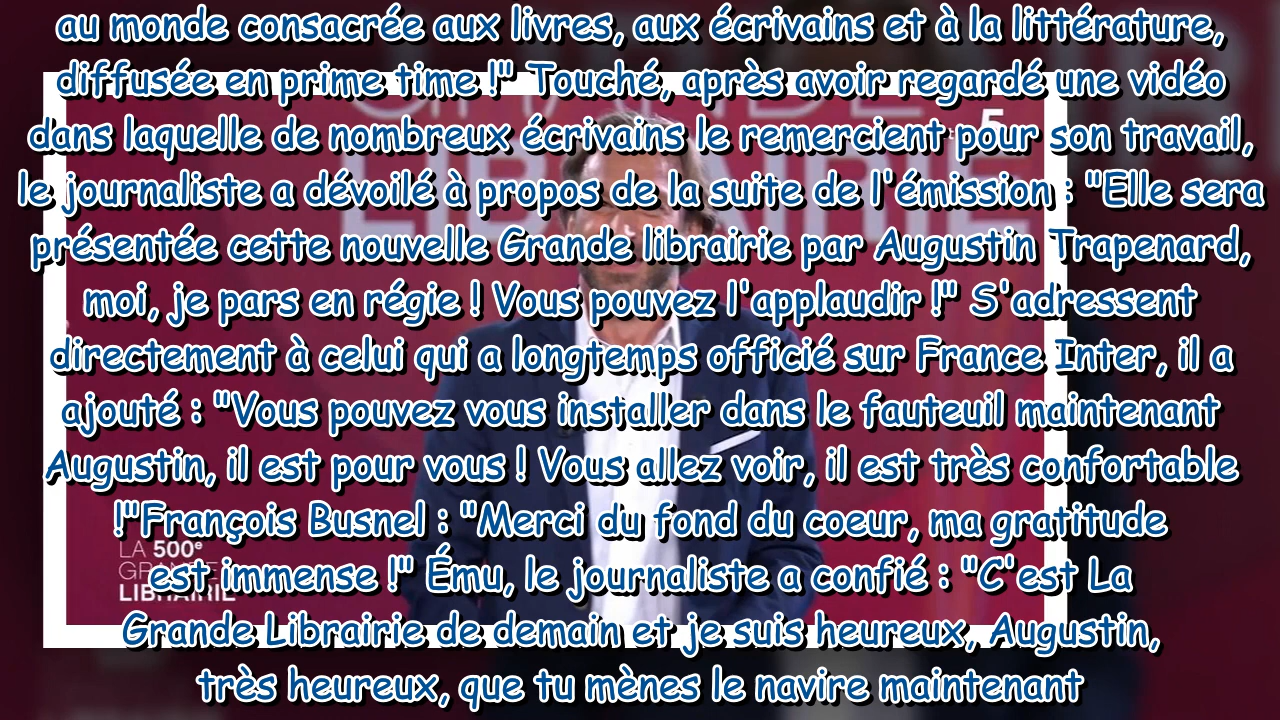 au monde consacrée aux livres, aux écrivains et à la littérature,
diffusée en prime time !" Touché, après avoir regardé une vidéo
dans laquelle de nombreux écrivains le remercient pour son travail,
le journaliste a dévoilé à propos de la suite de l'émission : "Elle sera
présentée cette nouvelle Grande librairie par Augustin Trapenard,
moi, je pars en régie ! Vous pouvez l'applaudir !" S'adressent
directement à celui qui a longtemps officié sur France Inter, il a
ajouté : "Vous pouvez vous installer dans le fauteuil maintenant
Augustin, il est pour vous ! Vous allez voir, il est très confortable
!"François Busnel : "Merci du fond du coeur, ma gratitude
est immense !" Ému, le journaliste a confié : "C'est La
Grande Librairie de demain et je suis heureux, Augustin,
très heureux, que tu mènes le navire maintenant
5
LIBRAIRIE
LA 500e
GRANDE
LIBRAIRIE